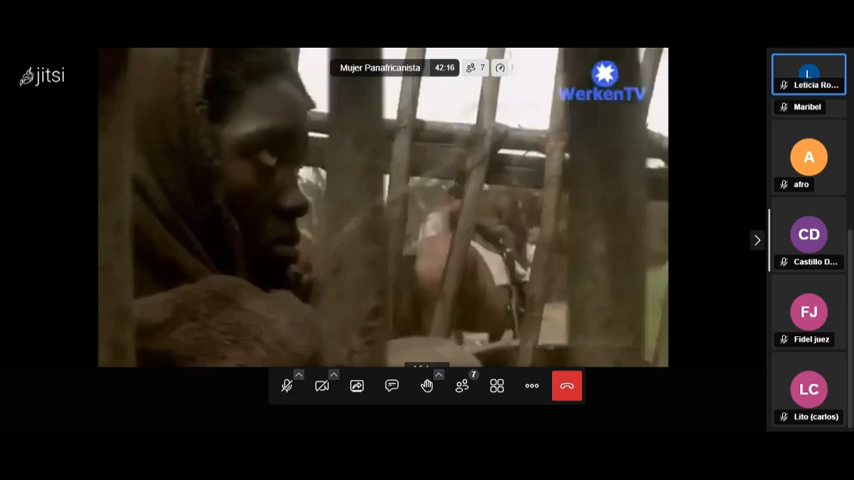 jitsi
Mujer Panafricanista 42:16 7
WerkenTV
L
Leticia Ro...
Maribel
A
afro
CD
Castillo D...
FJ
Fidel juez
LC
Lito (carlos)
7